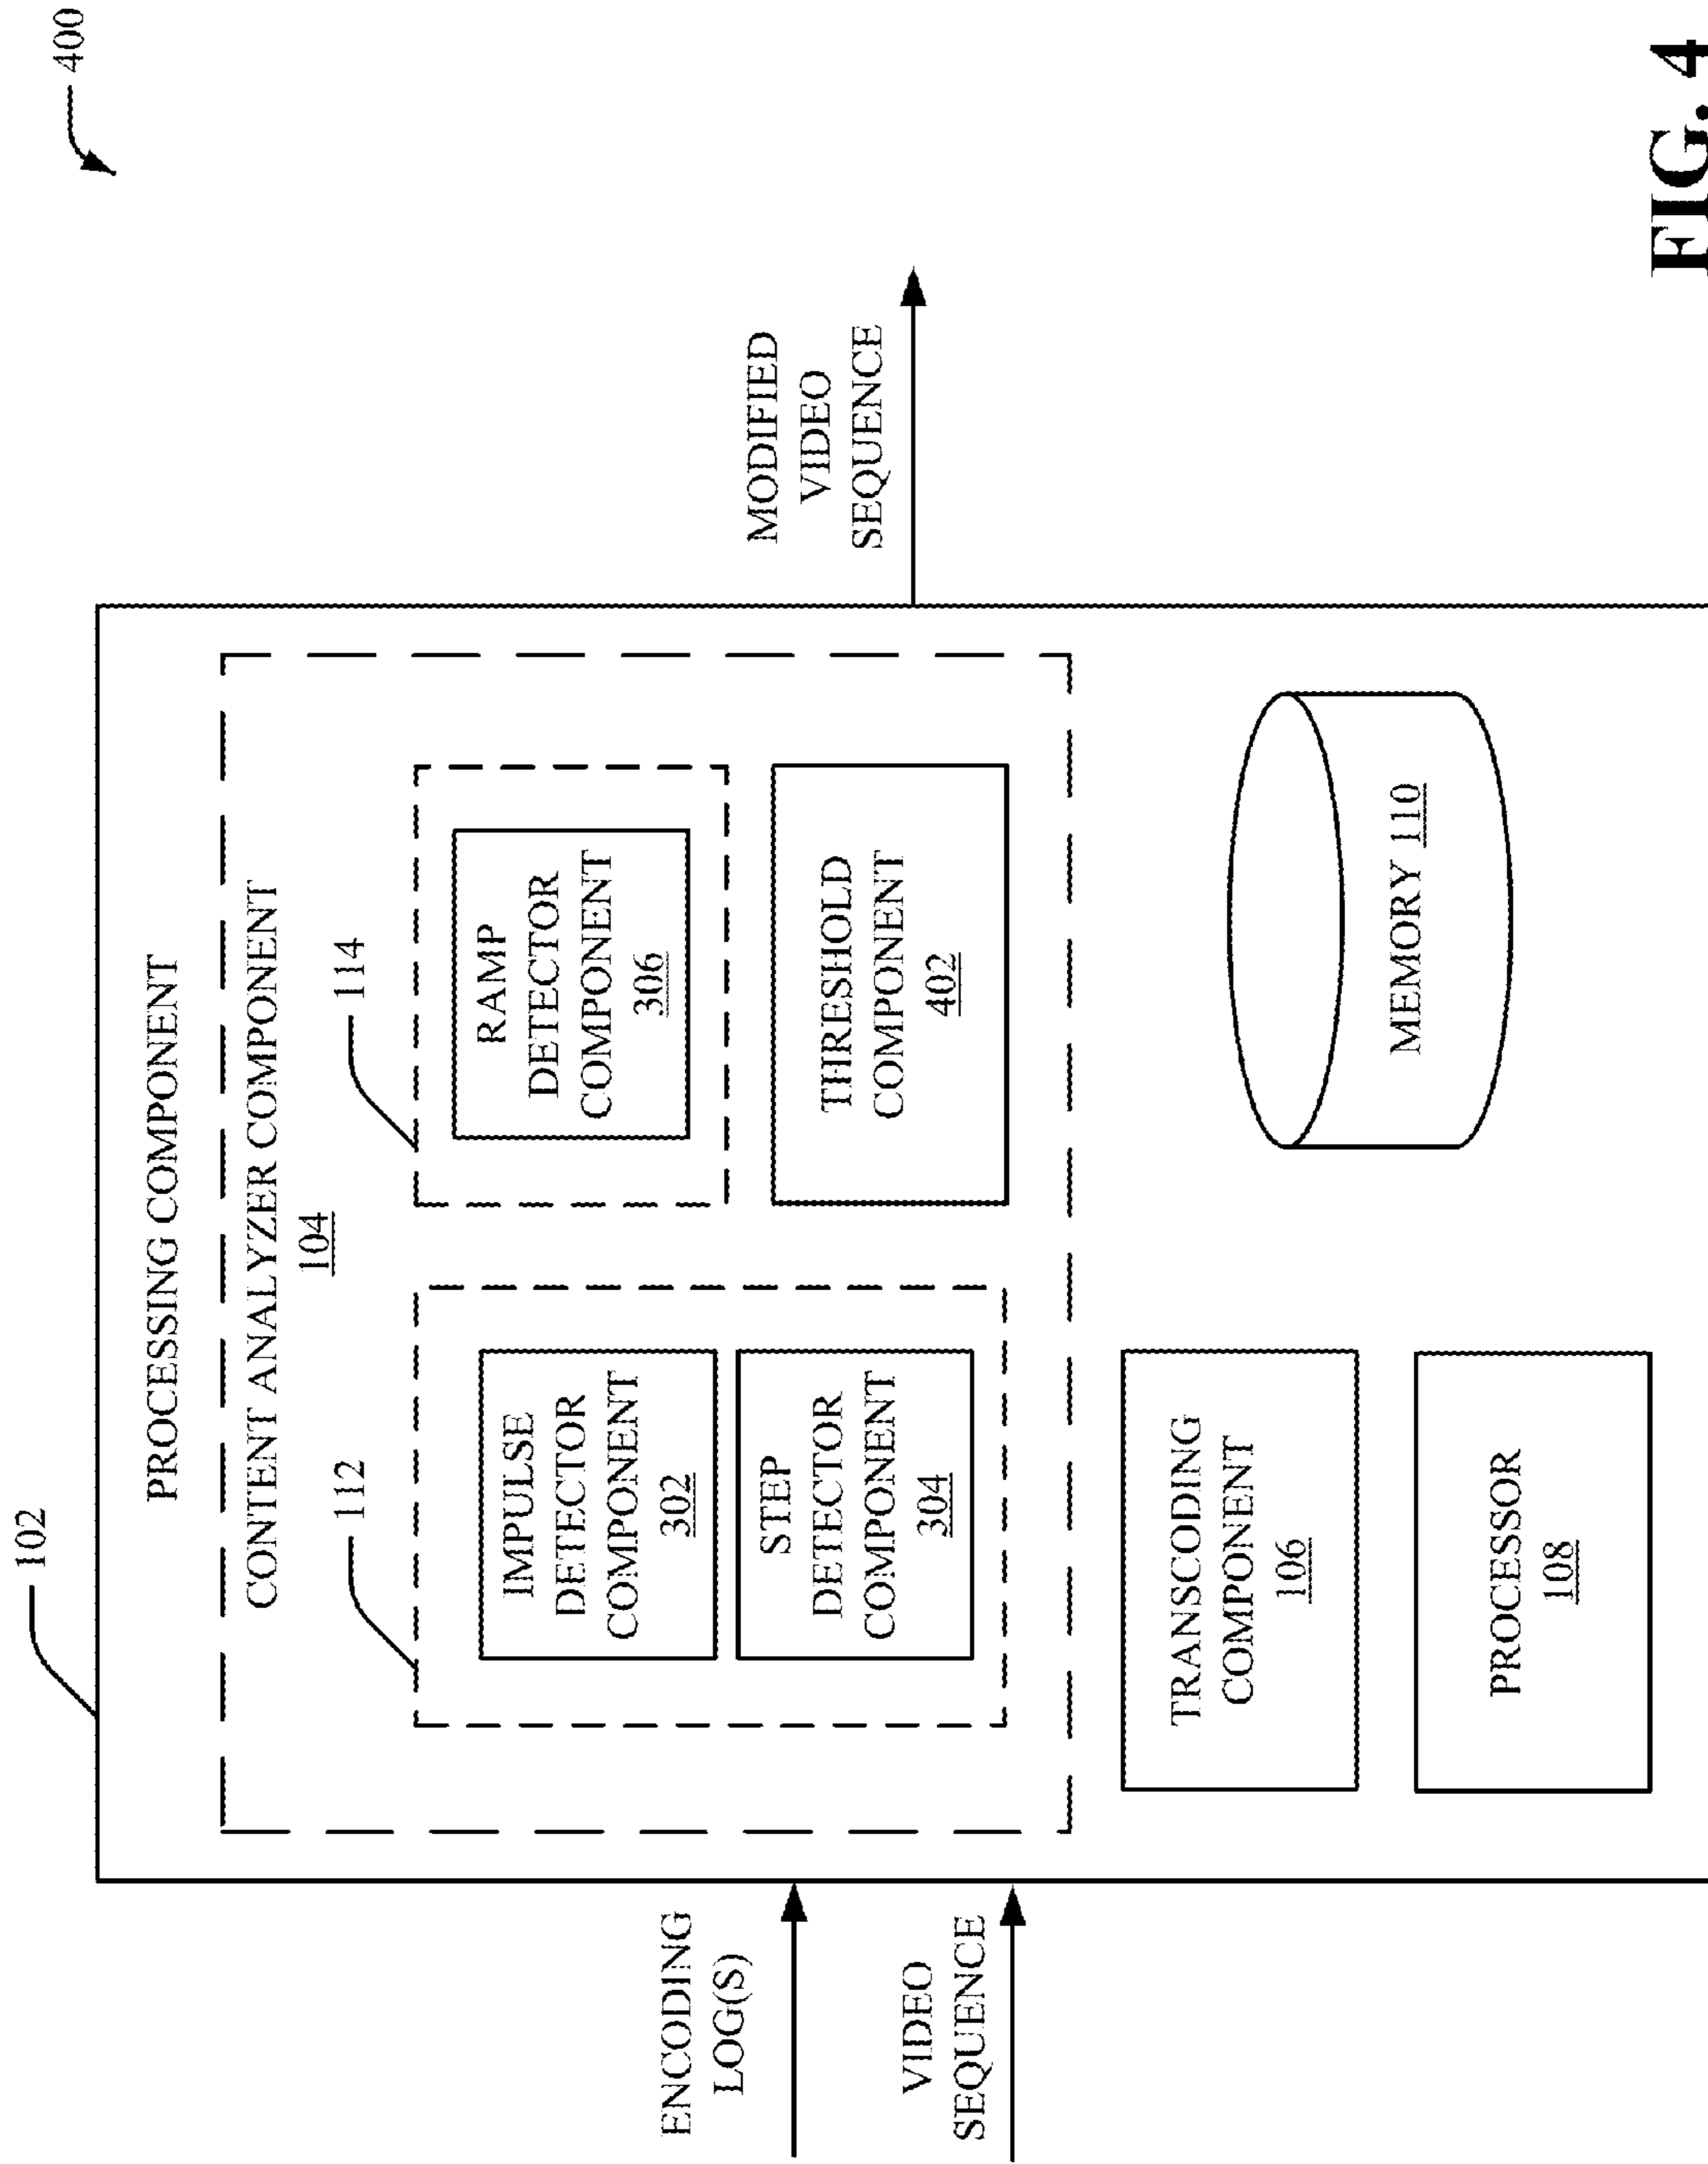 400
102
PROCESSING COMPONENT
CONTENT ANALYZER COMPONENT
104
112
114
IMPULSE
DETECTOR
COMPONENT
302
STEP
DETECTOR
COMPONENT
304
RAMP
DETECTOR
COMPONENT
306
THRESHOLD
COMPONENT
402
ENCODING
LOG(S)
VIDEO
SEQUENCE
MODIFIED
VIDEO
SEQUENCE
TRANSCODING
COMPONENT
106
PROCESSOR
108
MEMORY 110
FIG. 4